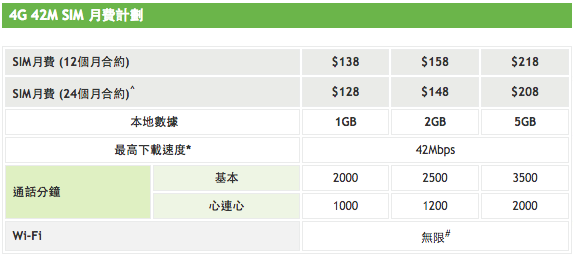 4G 42M SIM 月費計劃
SIM月費 (12個月合約) $138 $158 $218
SIM月費 (24個月合約)^ $128 $148 $208
本地數據 1GB 2GB 5GB
最高下載速度* 42Mbps
通話分鐘 基本 2000 2500 3500
心連心 1000 1200 2000
Wi-Fi 無限#